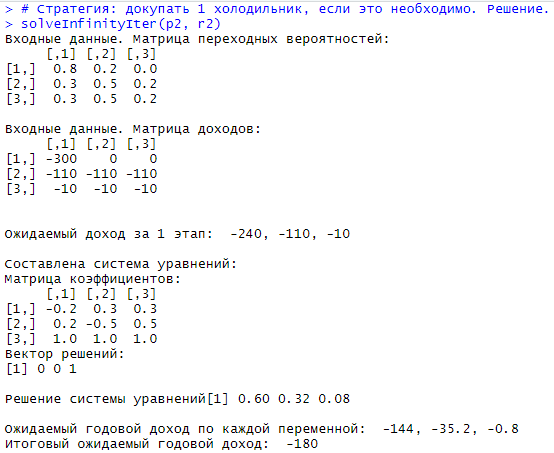 > # Стратегия: докупать 1 холодильник, если это необходимо. Решение.
> solveInfinityIter(p2, r2)
Входные данные. Матрица переходных вероятностей:
     [,1] [,2] [,3]
[1,]  0.8  0.2  0.0
[2,]  0.3  0.5  0.2
[3,]  0.3  0.5  0.2
Входные данные. Матрица доходов:
     [,1] [,2] [,3]
[1,] -300    0    0
[2,] -110 -110 -110
[3,]  -10  -10  -10
Ожидаемый доход за 1 этап:  -240, -110, -10
Составлена система уравнений:
Матрица коэффициентов:
     [,1] [,2] [,3]
[1,] -0.2  0.3  0.3
[2,]  0.2 -0.5  0.5
[3,]  1.0  1.0  1.0
Вектор решений:
[1] 0 0 1
Решение системы уравнений[1] 0.60 0.32 0.08
Ожидаемый годовой доход по каждой переменной:  -144, -35.2, -0.8
Итоговый ожидаемый годовой доход:  -180